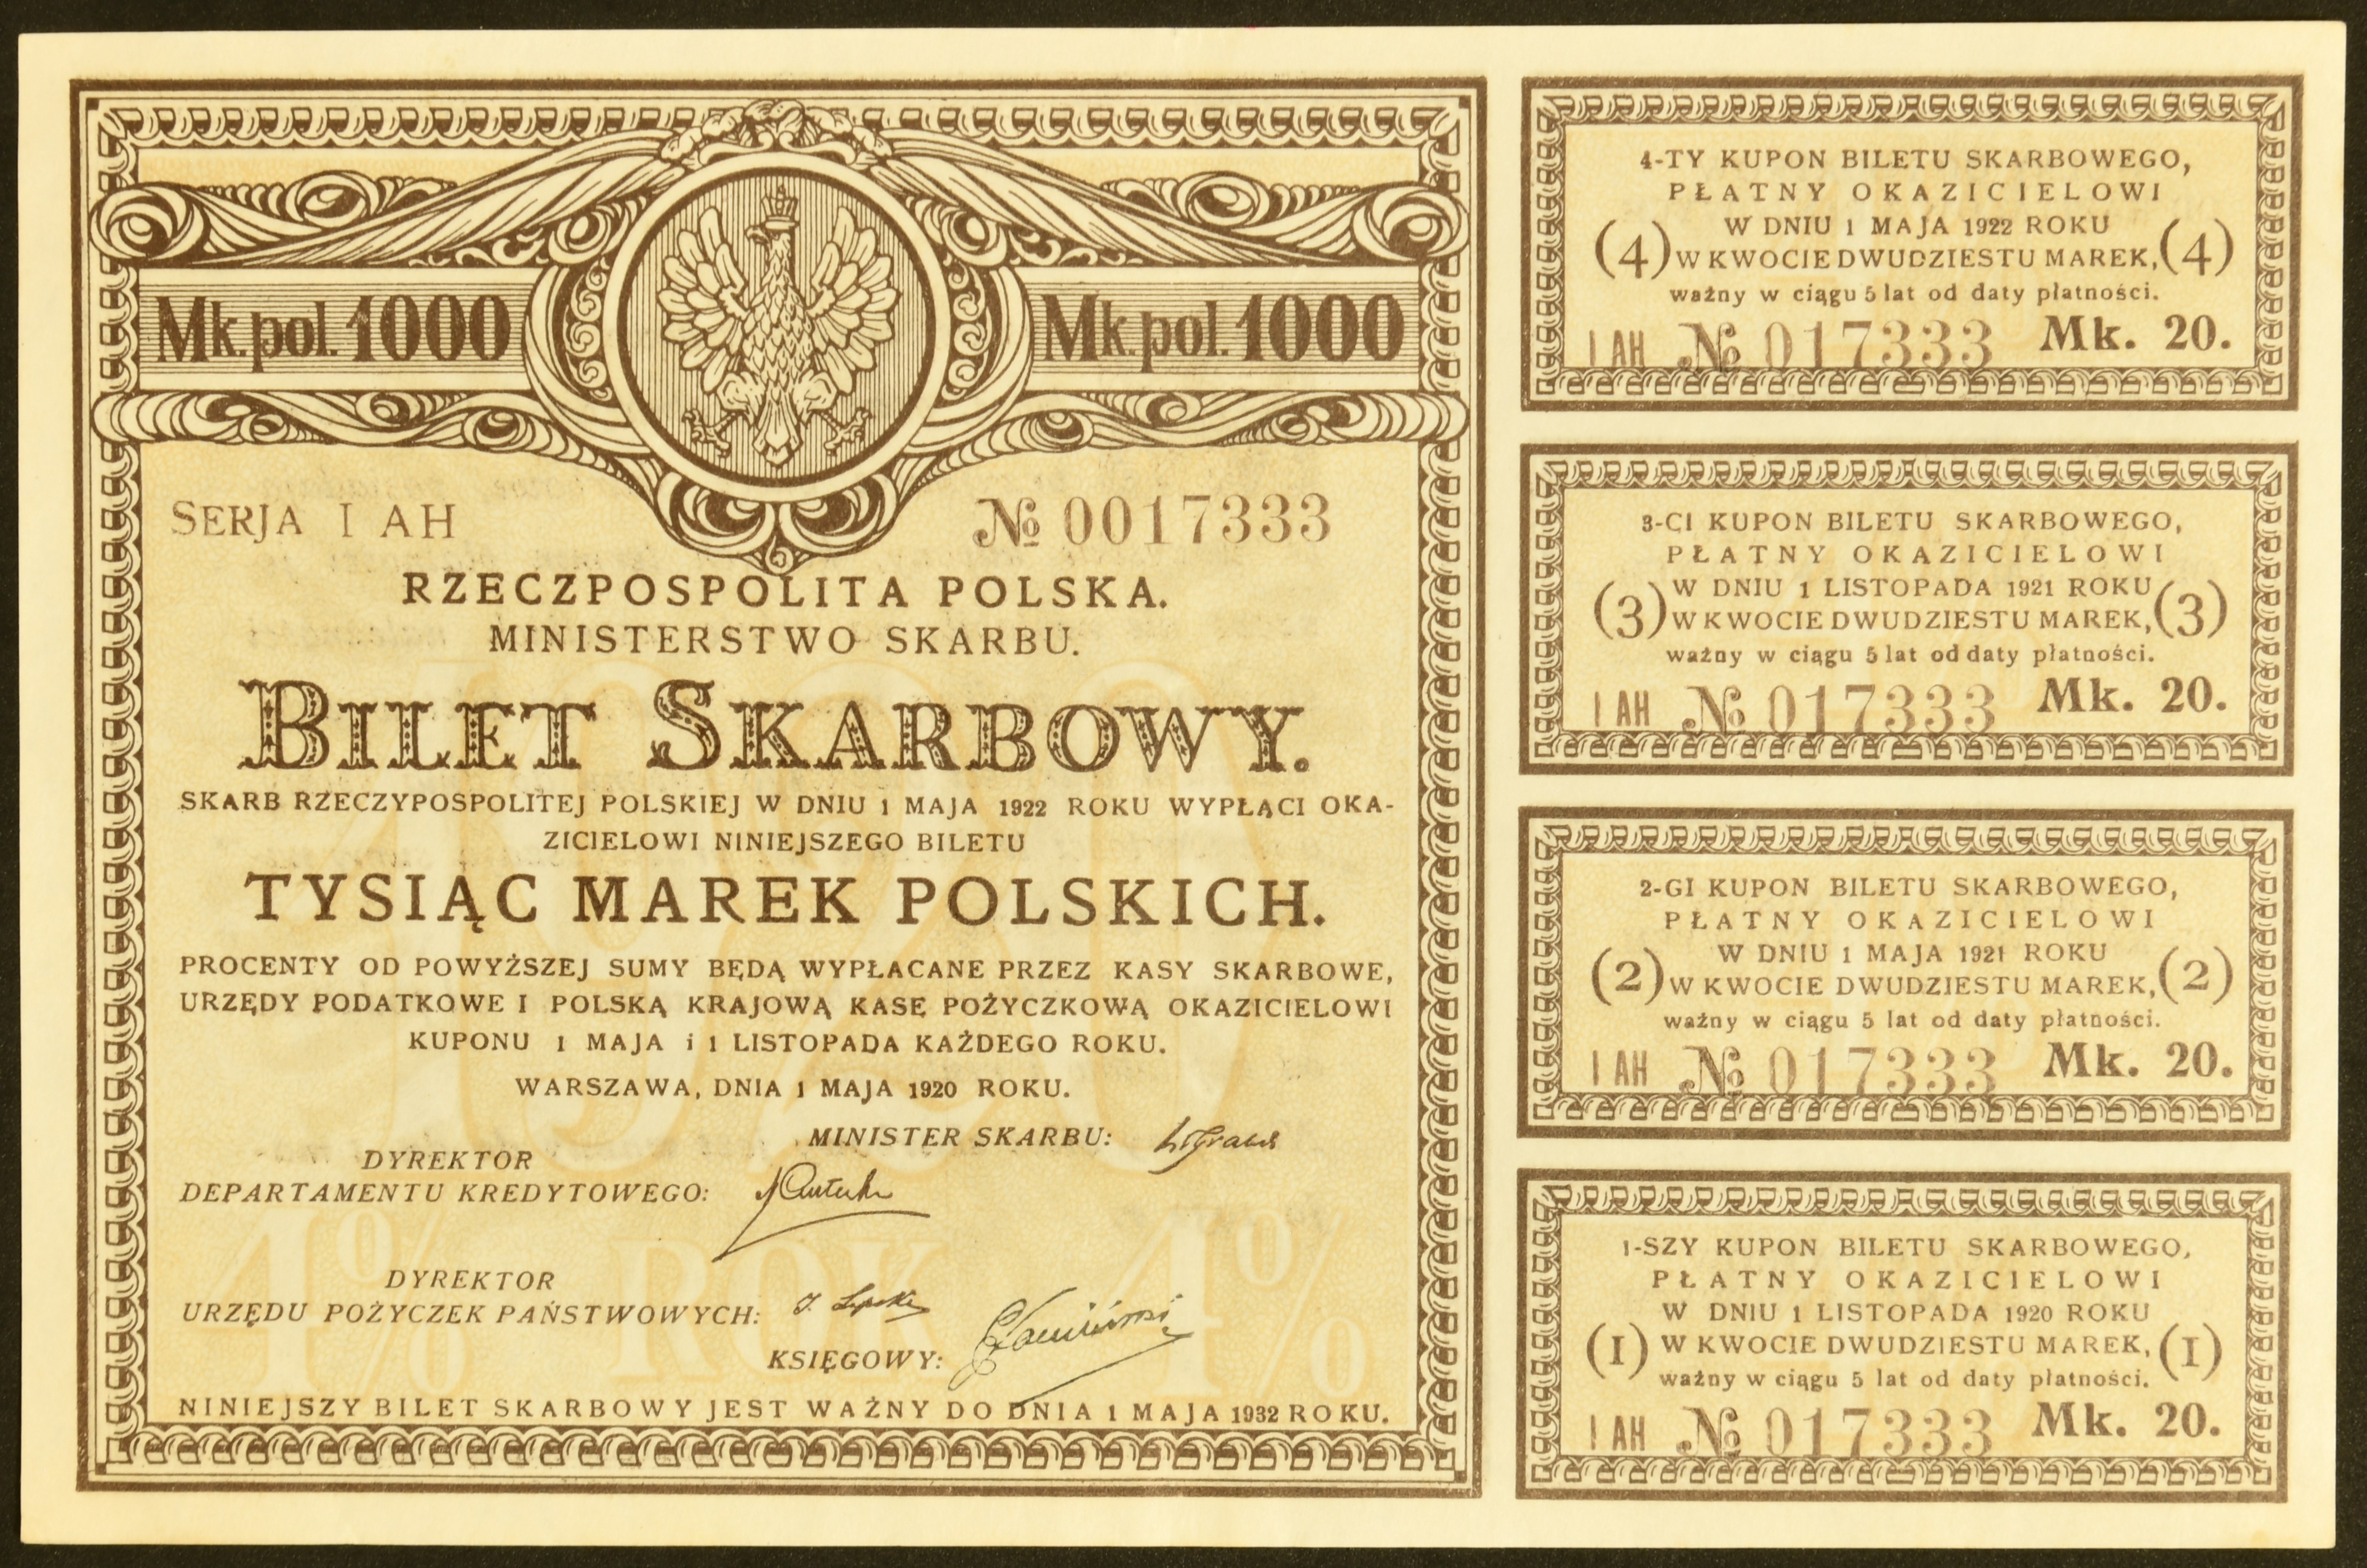 Mk.pol.1000 Mk.pol.1000
SERJA I AH № 0017333
RZECZPOSPOLITA POLSKA.
MINISTERSTWO SKARBU.
BILET SKARBOWY.
SKARB RZECZYPOSPOLITEJ POLSKIEJ W DNIU 1 MAJA 1922 ROKU WYPŁACI OKA-
ZICIELOWI NINIEJSZEGO BILETU
TYSIĄC MAREK POLSKICH.
PROCENTY OD POWYŻSZEJ SUMY BĘDĄ WYPŁACANE PRZEZ KASY SKARBOWE,
URZĘDY PODATKOWE I POLSKĄ KRAJOWĄ KASĘ POŻYCZKOWĄ OKAZICIELOWI
KUPONU 1 MAJA i 1 LISTOPADA KAŻDEGO ROKU.
WARSZAWA, DNIA 1 MAJA 1920 ROKU.
MINISTER SKARBU:
DYREKTOR
DEPARTAMENTU KREDYTOWEGO:
DYREKTOR
URZĘDU POŻYCZEK PAŃSTWOWYCH:
KSIĘGOWY:
NINIEJSZY BILET SKARBOWY JEST WAŻNY DO DNIA 1 MAJA 1932 ROKU.
1920
4% ROK 4%
4-TY KUPON BILETU SKARBOWEGO,
PŁATNY OKAZICIELOWI
W DNIU 1 MAJA 1922 ROKU
(4) W KWOCIE DWUDZIESTU MAREK, (4)
ważny w ciągu 5 lat od daty płatności.
I AH № 017333 Mk. 20.
3-CI KUPON BILETU SKARBOWEGO,
PŁATNY OKAZICIELOWI
W DNIU 1 LISTOPADA 1921 ROKU
(3) W KWOCIE DWUDZIESTU MAREK, (3)
ważny w ciągu 5 lat od daty płatności.
I AH № 017333 Mk. 20.
2-GI KUPON BILETU SKARBOWEGO,
PŁATNY OKAZICIELOWI
W DNIU 1 MAJA 1921 ROKU
(2) W KWOCIE DWUDZIESTU MAREK, (2)
ważny w ciągu 5 lat od daty płatności.
I AH № 017333 Mk. 20.
1-SZY KUPON BILETU SKARBOWEGO,
PŁATNY OKAZICIELOWI
W DNIU 1 LISTOPADA 1920 ROKU
(1) W KWOCIE DWUDZIESTU MAREK, (1)
ważny w ciągu 5 lat od daty płatności.
I AH № 017333 Mk. 20.